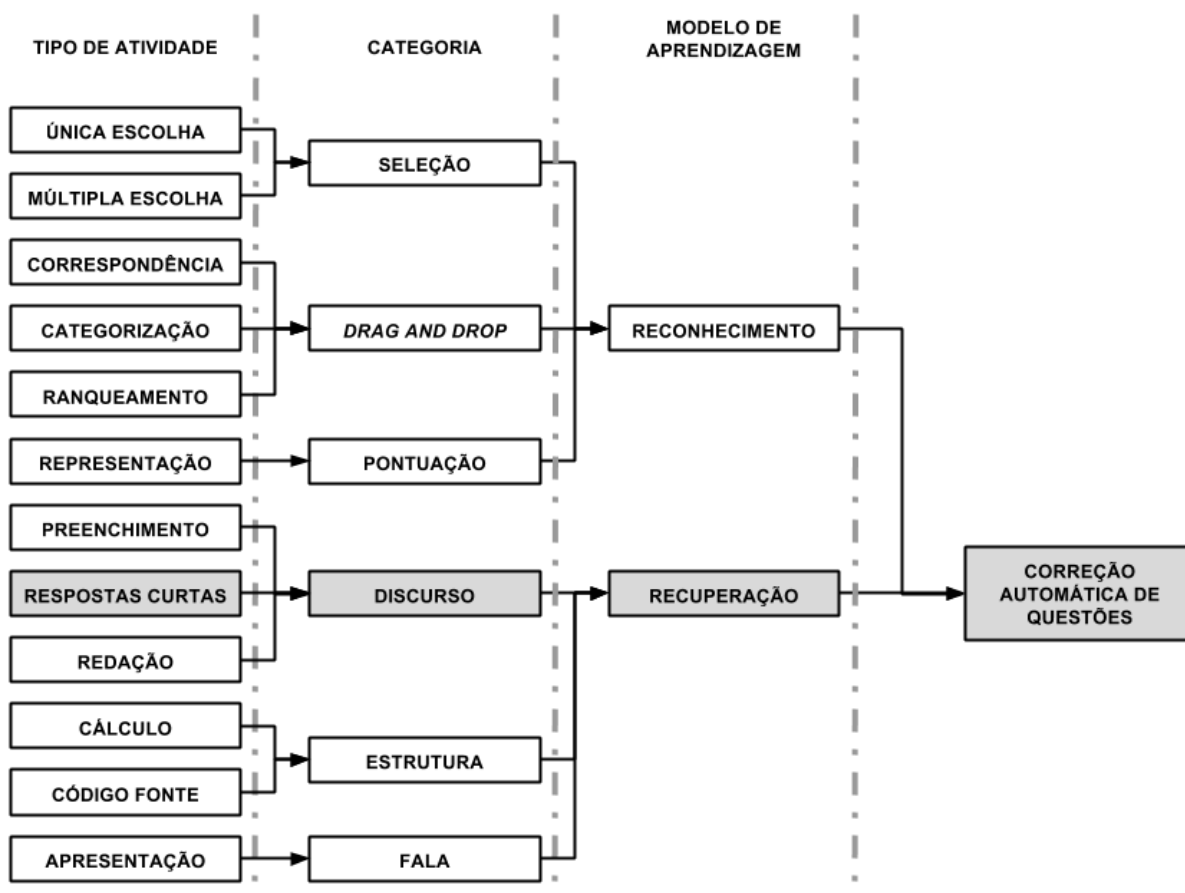 TIPO DE ATIVIDADE
CATEGORIA
MODELO DE
APRENDIZAGEM
ÚNICA ESCOLHA
MÚLTIPLA ESCOLHA
SELEÇÃO
CORRESPONDÊNCIA
CATEGORIZAÇÃO
RANQUEAMENTO
DRAG AND DROP
RECONHECIMENTO
REPRESENTAÇÃO
PONTUAÇÃO
PREENCHIMENTO
RESPOSTAS CURTAS
REDAÇÃO
DISCURSO
RECUPERAÇÃO
CORREÇÃO
AUTOMÁTICA DE
QUESTÕES
CÁLCULO
CÓDIGO FONTE
ESTRUTURA
APRESENTAÇÃO
FALA